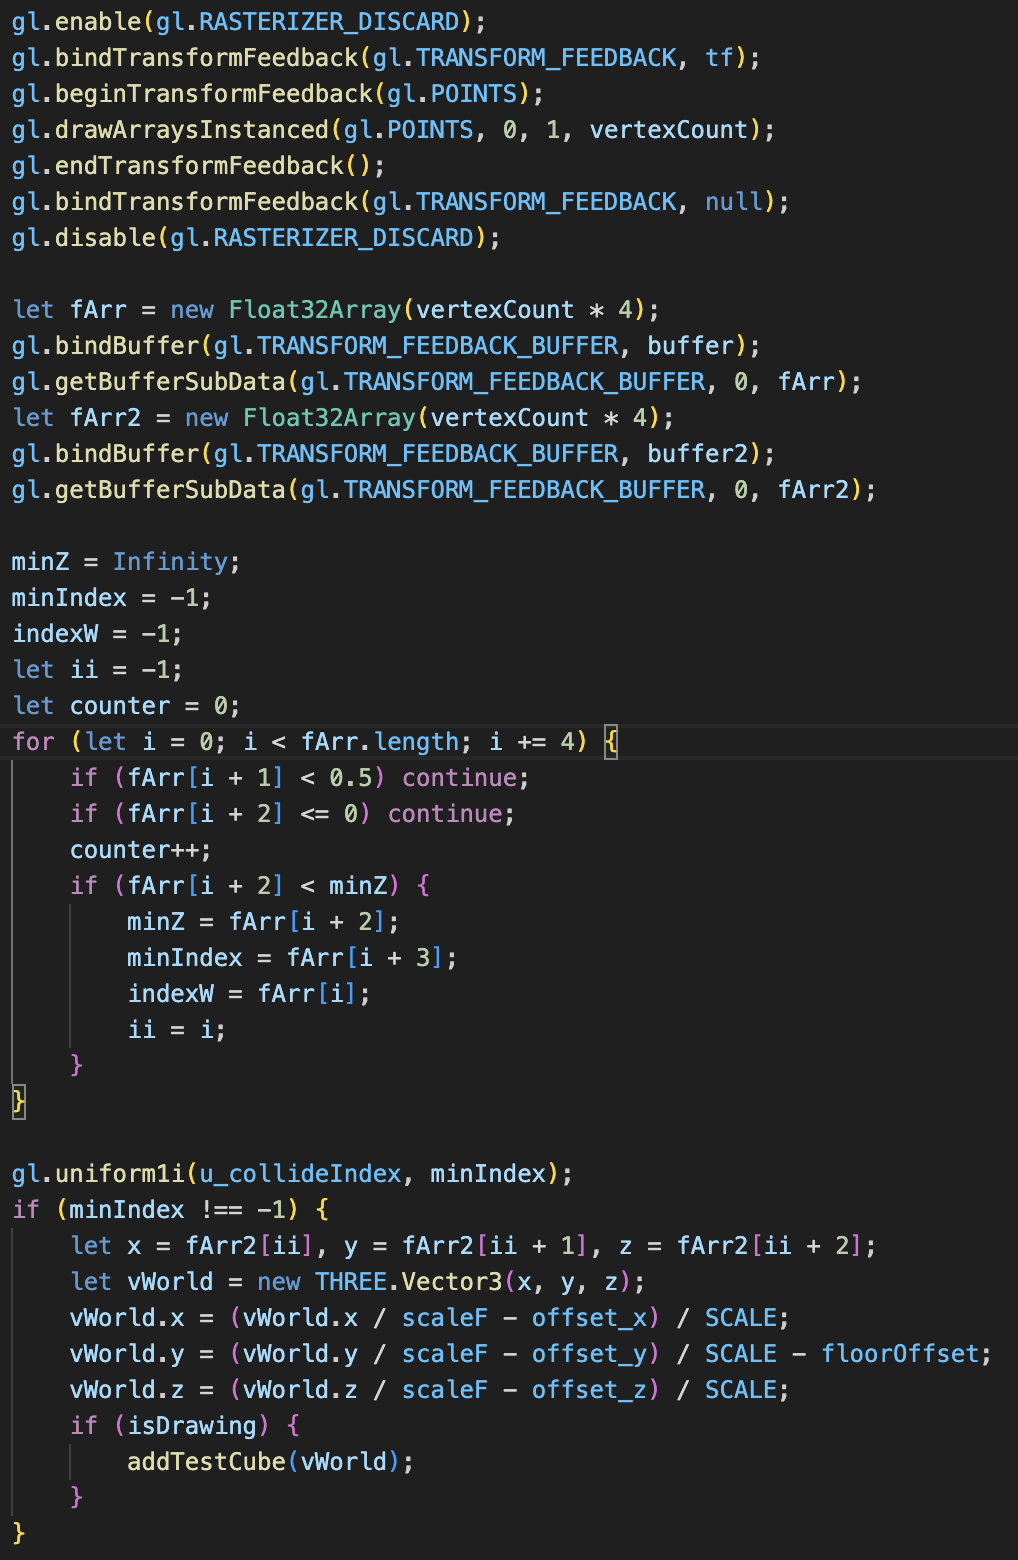 gl.enable(gl.RASTERIZER_DISCARD);
gl.bindTransformFeedback(gl.TRANSFORM_FEEDBACK, tf);
gl.beginTransformFeedback(gl.POINTS);
gl.drawArraysInstanced(gl.POINTS, 0, 1, vertexCount);
gl.endTransformFeedback();
gl.bindTransformFeedback(gl.TRANSFORM_FEEDBACK, null);
gl.disable(gl.RASTERIZER_DISCARD);

let fArr = new Float32Array(vertexCount * 4);
gl.bindBuffer(gl.TRANSFORM_FEEDBACK_BUFFER, buffer);
gl.getBufferSubData(gl.TRANSFORM_FEEDBACK_BUFFER, 0, fArr);
let fArr2 = new Float32Array(vertexCount * 4);
gl.bindBuffer(gl.TRANSFORM_FEEDBACK_BUFFER, buffer2);
gl.getBufferSubData(gl.TRANSFORM_FEEDBACK_BUFFER, 0, fArr2);

minZ = Infinity;
minIndex = -1;
indexW = -1;
let ii = -1;
let counter = 0;
for (let i = 0; i < fArr.length; i += 4) {
    if (fArr[i + 1] < 0.5) continue;
    if (fArr[i + 2] <= 0) continue;
    counter++;
    if (fArr[i + 2] < minZ) {
        minZ = fArr[i + 2];
        minIndex = fArr[i + 3];
        indexW = fArr[i];
        ii = i;
    }
}

gl.uniform1i(u_collideIndex, minIndex);
if (minIndex !== -1) {
    let x = fArr2[ii], y = fArr2[ii + 1], z = fArr2[ii + 2];
    let vWorld = new THREE.Vector3(x, y, z);
    vWorld.x = (vWorld.x / scaleF - offset_x) / SCALE;
    vWorld.y = (vWorld.y / scaleF - offset_y) / SCALE - floorOffset;
    vWorld.z = (vWorld.z / scaleF - offset_z) / SCALE;
    if (isDrawing) {
        addTestCube(vWorld);
    }
}